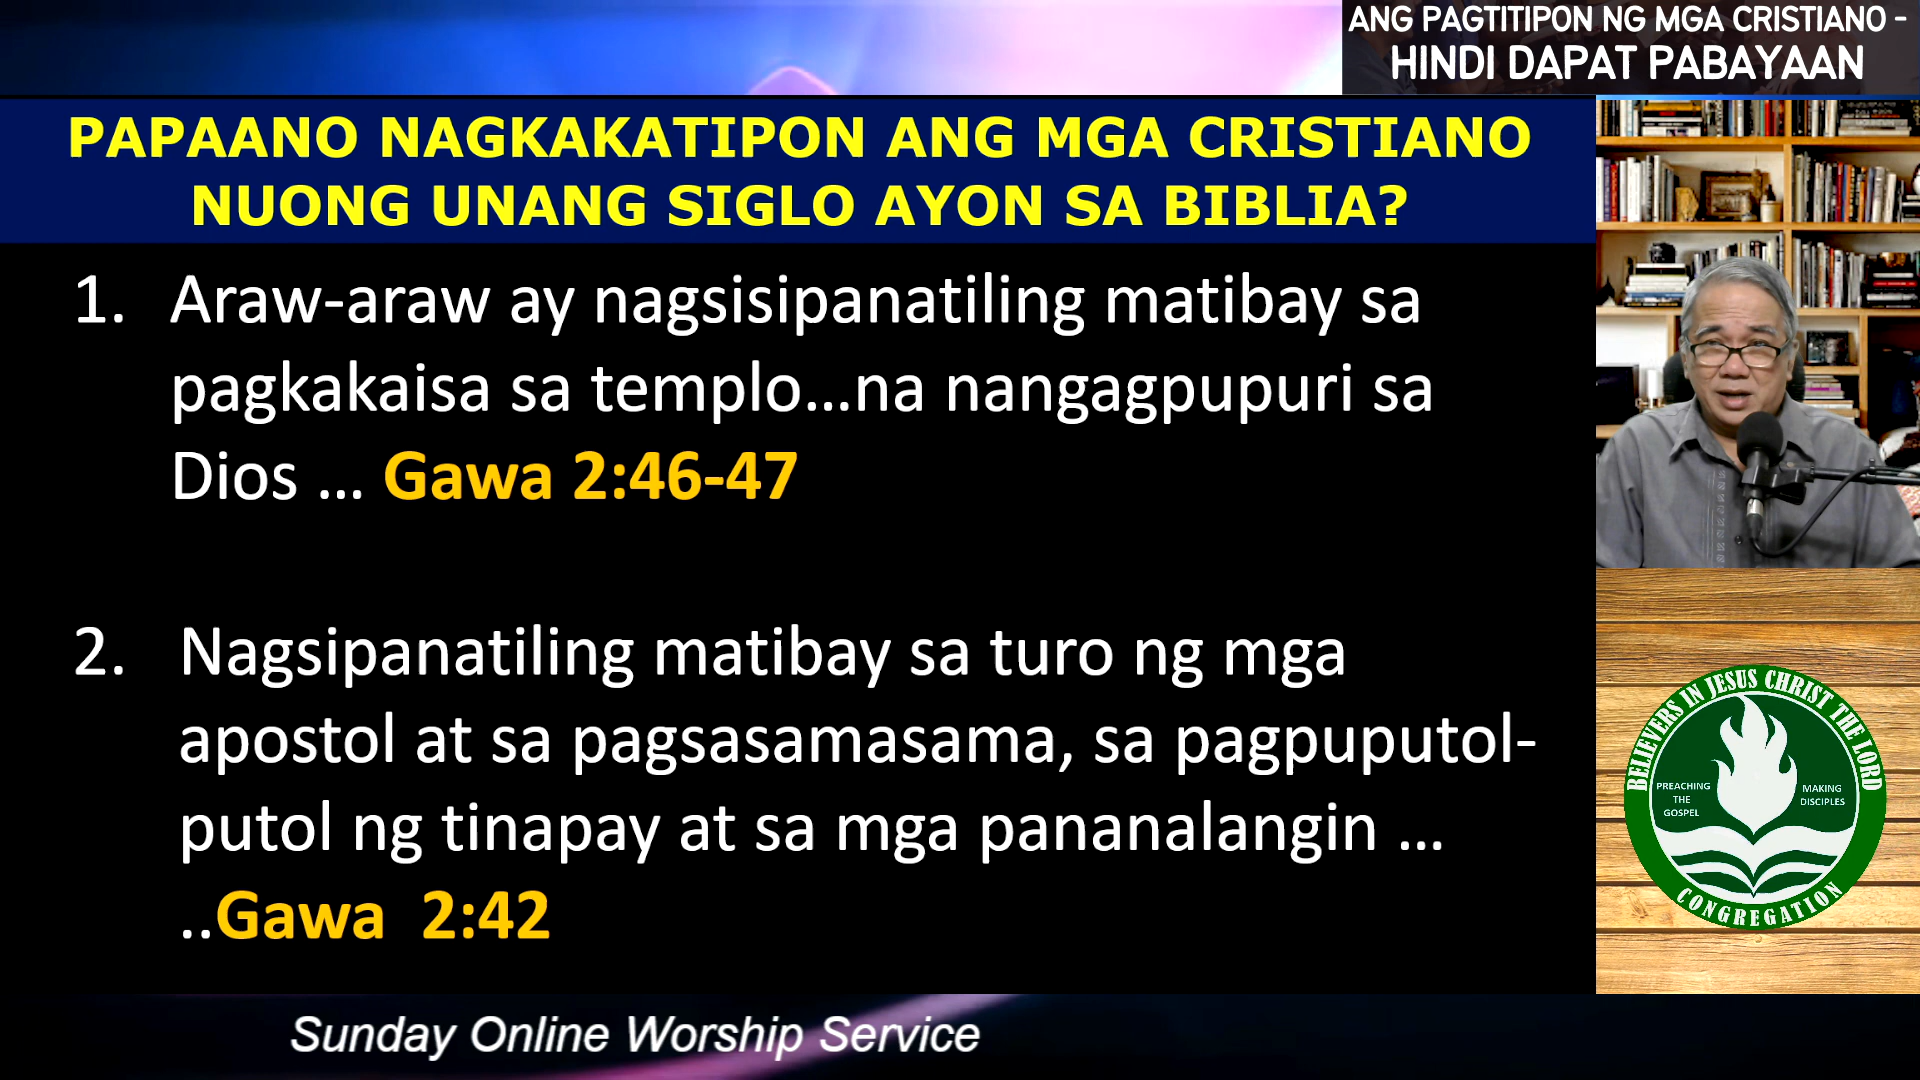 ANG PAGTITIPON NG MGA CRISTIANO -
HINDI DAPAT PABAYAAN
PAPAANO NAGKAKATIPON ANG MGA CRISTIANO
NUONG UNANG SIGLO AYON SA BIBLIA?
1. Araw-araw ay nagsisipanatiling matibay sa
pagkakaisa sa templo...na nangagpupuri sa
Dios ... Gawa 2:46-47
2. Nagsipanatiling matibay sa turo ng mga
apostol at sa pagsasamasama, sa pagpuputol-
putol ng tinapay at sa mga pananalangin ...
..Gawa 2:42
BELIEVERS IN JESUS CHRIST THE LORD
PREACHING
THE
GOSPEL
MAKING
DISCIPLES
CONGREGATION
Sunday Online Worship Service